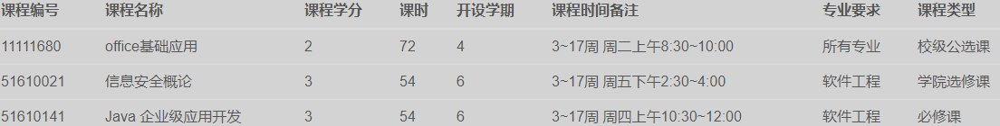 课程编号 课程名称 课程学分 课时 开设学期 课程时间备注 专业要求 课程类型
11111680 office基础应用 2 72 4 3~17周 周二上午8:30~10:00 所有专业 校级公选课
51610021 信息安全概论 3 54 6 3~17周 周五下午2:30~4:00 软件工程 学院选修课
51610141 Java 企业级应用开发 3 54 6 3~17周 周四上午10:30~12:00 软件工程 必修课